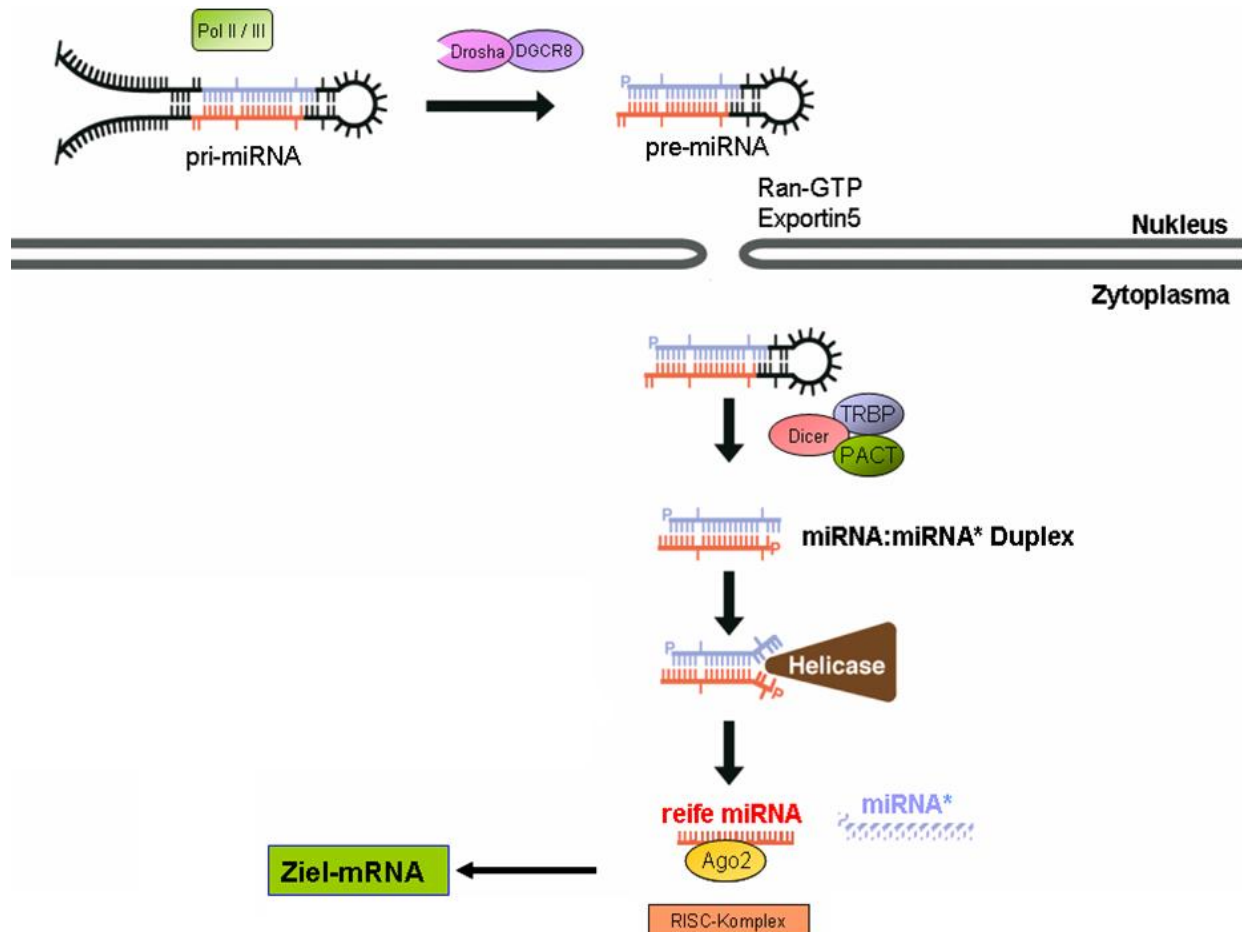 Pol II / III
Drosha
DGCR8
P
pri-miRNA
pre-miRNA
Ran-GTP
Exportin5
Nukleus
Zytoplasma
P
TRBP
Dicer
PACT
P
miRNA:miRNA* Duplex
P
P
Helicase
P
reife miRNA
miRNA*
Ago2
Ziel-mRNA
RISC-Komplex